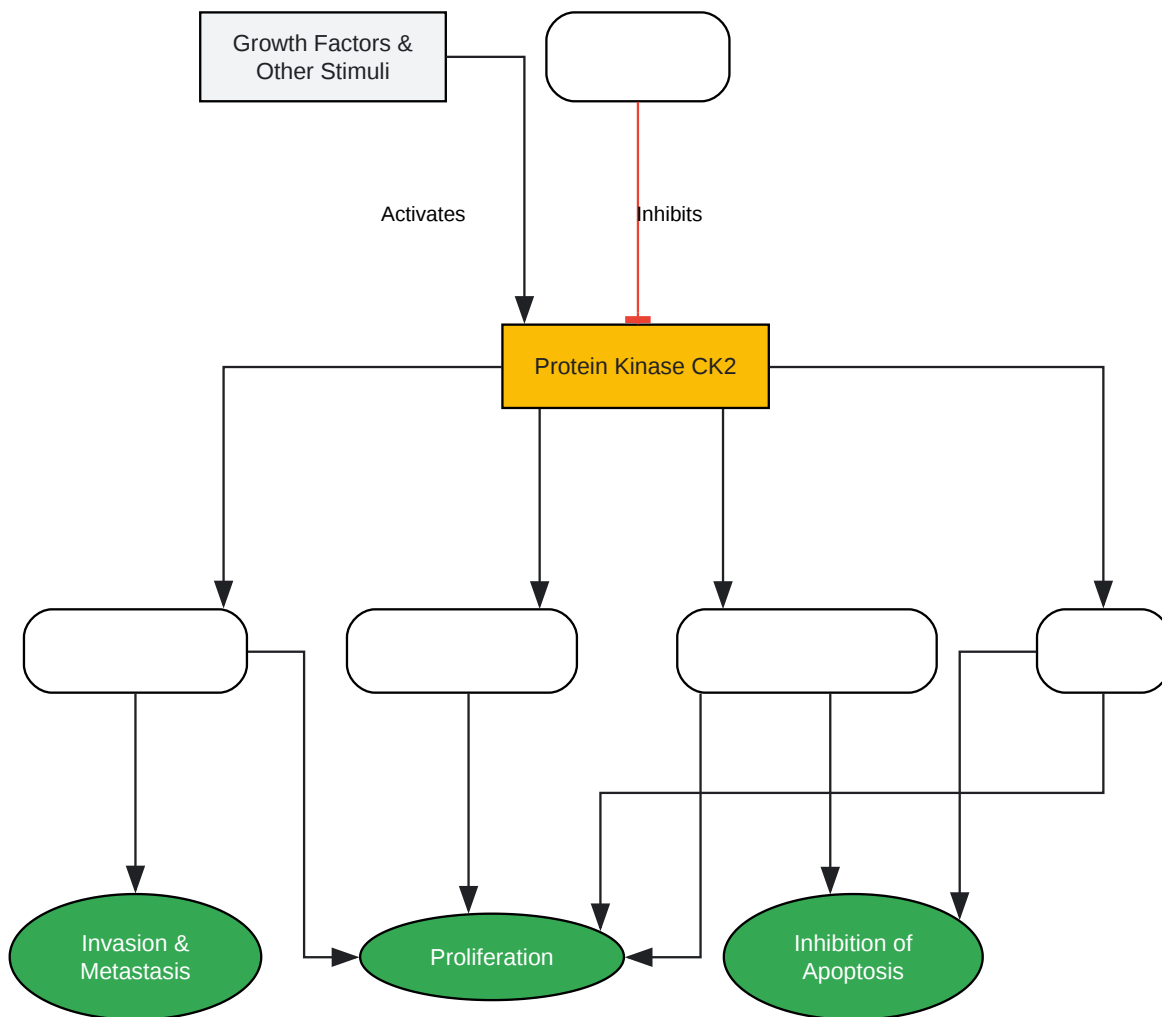 Growth Factors &
Other Stimuli
Activates
Inhibits
Protein Kinase CK2
Invasion &
Metastasis
Proliferation
Inhibition of
Apoptosis